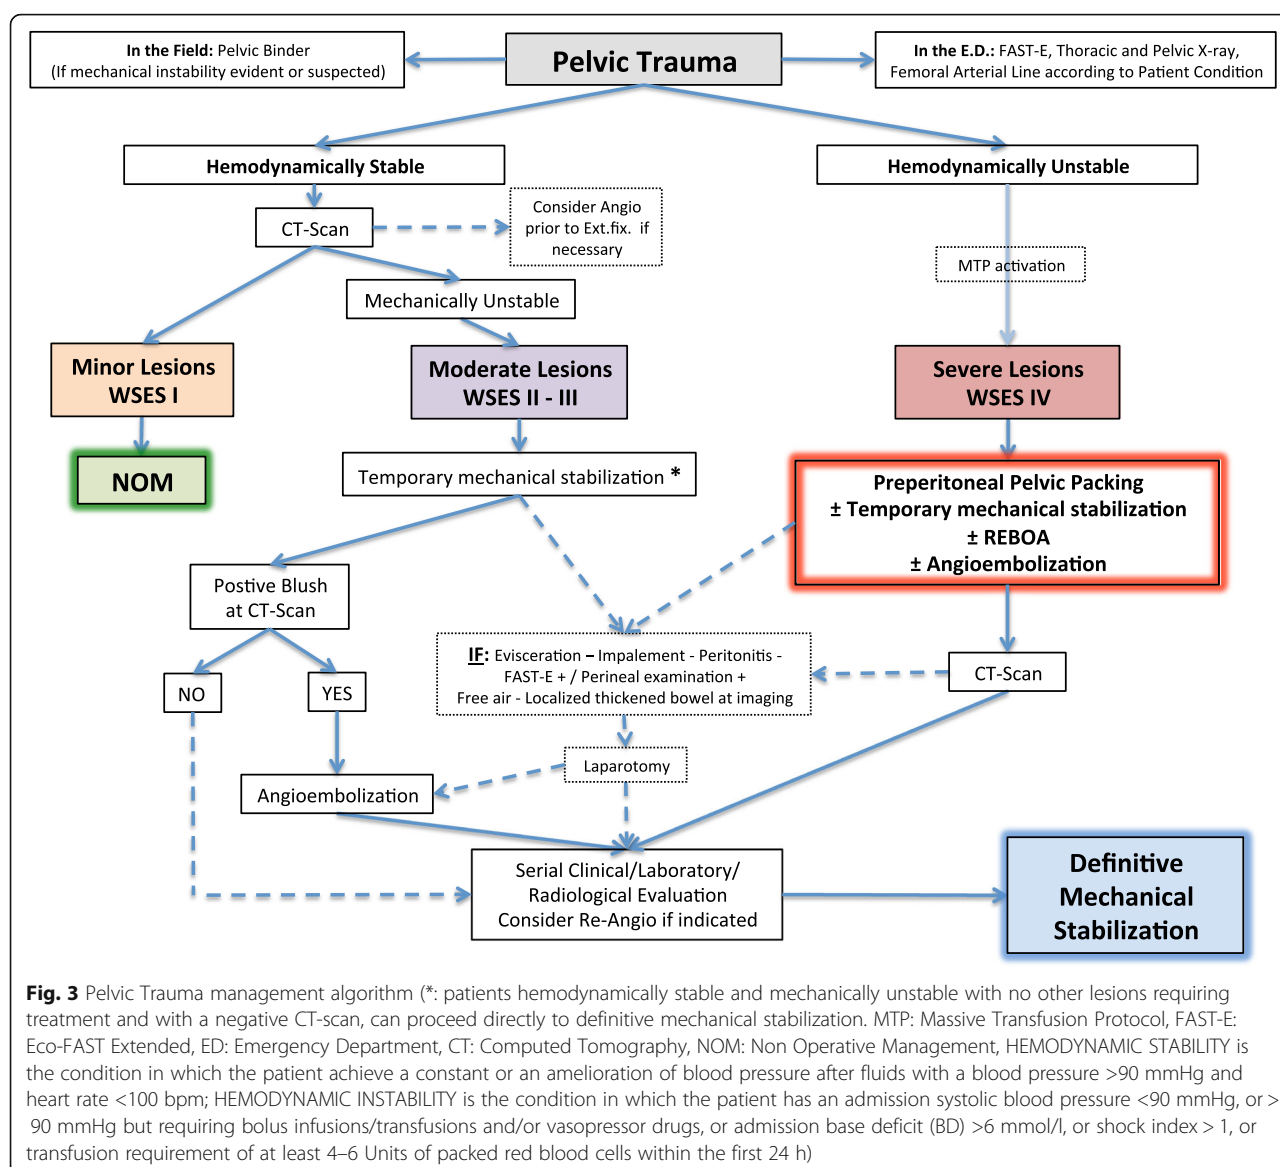 In the Field: Pelvic Binder
(If mechanical instability evident or suspected)
Pelvic Trauma
In the E.D.: FAST-E, Thoracic and Pelvic X-ray,
Femoral Arterial Line according to Patient Condition
Hemodynamically Stable
Hemodynamically Unstable
CT-Scan
Consider Angio
prior to Ext.fix. if
necessary
MTP activation
Mechanically Unstable
Minor Lesions
WSES I
Moderate Lesions
WSES II - III
Severe Lesions
WSES IV
NOM
Temporary mechanical stabilization *
Preperitoneal Pelvic Packing
± Temporary mechanical stabilization
± REBOA
± Angioembolization
Postive Blush
at CT-Scan
IF: Evisceration – Impalement - Peritonitis -
FAST-E + / Perineal examination +
Free air - Localized thickened bowel at imaging
CT-Scan
NO
YES
Laparotomy
Angioembolization
Serial Clinical/Laboratory/
Radiological Evaluation
Consider Re-Angio if indicated
Definitive
Mechanical
Stabilization
Fig. 3 Pelvic Trauma management algorithm (*: patients hemodynamically stable and mechanically unstable with no other lesions requiring
treatment and with a negative CT-scan, can proceed directly to definitive mechanical stabilization. MTP: Massive Transfusion Protocol, FAST-E:
Eco-FAST Extended, ED: Emergency Department, CT: Computed Tomography, NOM: Non Operative Management, HEMODYNAMIC STABILITY is
the condition in which the patient achieve a constant or an amelioration of blood pressure after fluids with a blood pressure >90 mmHg and
heart rate <100 bpm; HEMODYNAMIC INSTABILITY is the condition in which the patient has an admission systolic blood pressure <90 mmHg, or >
90 mmHg but requiring bolus infusions/transfusions and/or vasopressor drugs, or admission base deficit (BD) >6 mmol/l, or shock index > 1, or
transfusion requirement of at least 4–6 Units of packed red blood cells within the first 24 h)